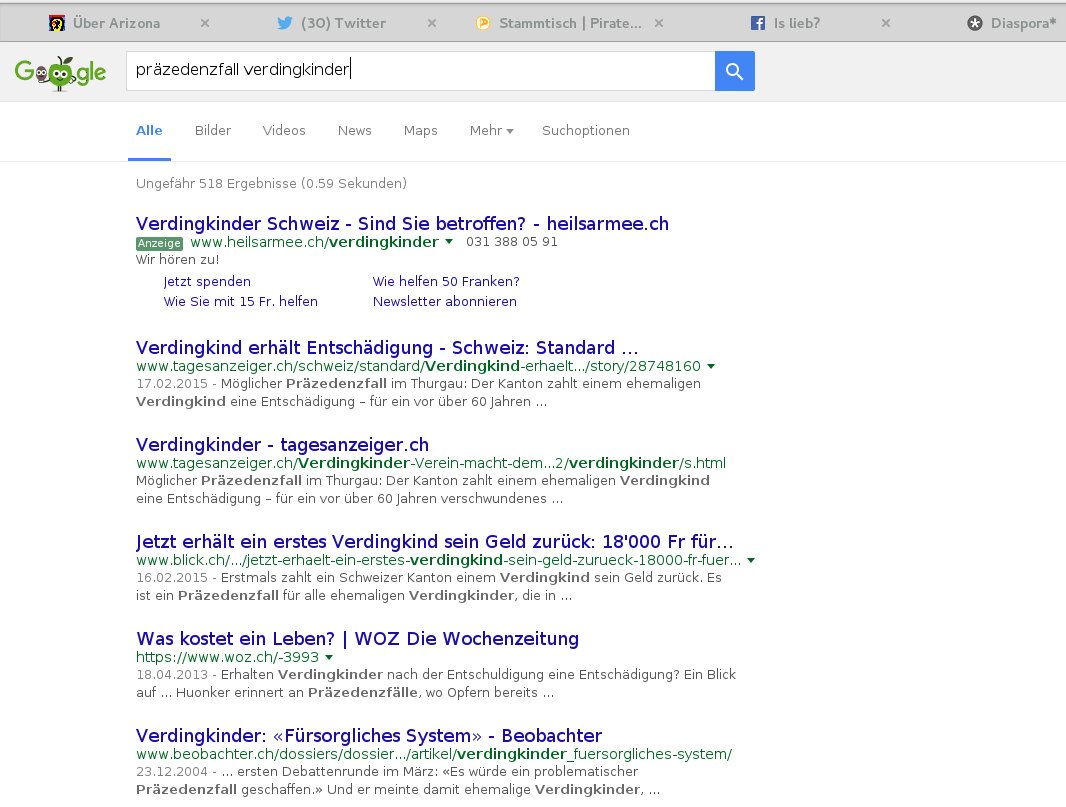 Über Arizona
(30) Twitter
Stammtisch | Pirate...
Is lieb?
Diaspora*
Google
präzedenzfall verdingkinder
Alle Bilder Videos News Maps Mehr Suchoptionen
Ungefähr 518 Ergebnisse (0.59 Sekunden)
Verdingkinder Schweiz - Sind Sie betroffen? - heilsarmee.ch
Anzeige www.heilsarmee.ch/verdingkinder 031 388 05 91
Wir hören zu!
Jetzt spenden Wie helfen 50 Franken?
Wie Sie mit 15 Fr. helfen Newsletter abonnieren
Verdingkind erhält Entschädigung - Schweiz: Standard ...
www.tagesanzeiger.ch/schweiz/standard/Verdingkind-erhaelt.../story/28748160
17.02.2015 - Möglicher Präzedenzfall im Thurgau: Der Kanton zahlt einem ehemaligen
Verdingkind eine Entschädigung – für ein vor über 60 Jahren ...
Verdingkinder - tagesanzeiger.ch
www.tagesanzeiger.ch/Verdingkinder-Verein-macht-dem...2/verdingkinder/s.html
Möglicher Präzedenzfall im Thurgau: Der Kanton zahlt einem ehemaligen Verdingkind
eine Entschädigung – für ein vor über 60 Jahren verschwundenes ...
Jetzt erhält ein erstes Verdingkind sein Geld zurück: 18'000 Fr für...
www.blick.ch/.../jetzt-erhaelt-ein-erstes-verdingkind-sein-geld-zurueck-18000-fr-fuer...
16.02.2015 - Erstmals zahlt ein Schweizer Kanton einem Verdingkind sein Geld zurück. Es
ist ein Präzedenzfall für alle ehemaligen Verdingkinder, die in ...
Was kostet ein Leben? | WOZ Die Wochenzeitung
https://www.woz.ch/-3993
18.04.2013 - Erhalten Verdingkinder nach der Entschuldigung eine Entschädigung? Ein Blick
auf ... Huonker erinnert an Präzedenzfälle, wo Opfern bereits ...
Verdingkinder: «Fürsorgliches System» - Beobachter
www.beobachter.ch/dossiers/dossier.../artikel/verdingkinder_fuersorgliches-system/
23.12.2004 - ... ersten Debattenrunde im März: «Es würde ein problematischer
Präzedenzfall geschaffen.» Und er meinte damit ehemalige Verdingkinder, ...